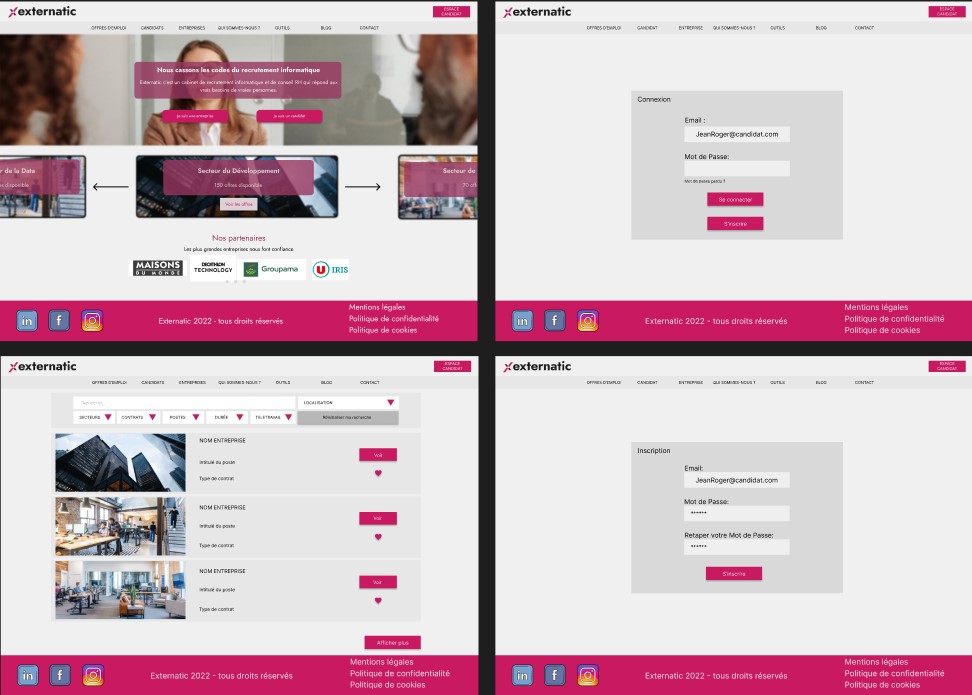 externatic
ESPACE CANDIDAT
OFFRES D'EMPLOI CANDIDATS ENTREPRISES QUI SOMMES-NOUS ? OUTILS BLOG CONTACT
Nous cassons les codes du recrutement informatique
Externatic c'est un cabinet de recrutement informatique et de conseil RH qui répond aux
vrais besoins de vraies personnes.
Je suis une entreprise
Je suis un candidat
r de la Data
s disponible
Secteur du Développement
150 offres disponible
Voir les offres
Secteur de
70 off
Nos partenaires
Les plus grandes entreprises nous font confiance
MAISONS
DU MONDE
DECATHLON
TECHNOLOGY
Groupama
U IRIS
in f
Externatic 2022 - tous droits réservés
Mentions légales
Politique de confidentialité
Politique de cookies
externatic
ESPACE CANDIDAT
OFFRES D'EMPLOI CANDIDAT ENTREPRISE QUI SOMMES-NOUS ? OUTILS BLOG CONTACT
Connexion
Email :
JeanRoger@candidat.com
Mot de Passe:
Mot de passe perdu ?
Se connecter
S'inscrire
in f
Externatic 2022 - tous droits réservés
Mentions légales
Politique de confidentialité
Politique de cookies
externatic
ESPACE CANDIDAT
OFFRES D'EMPLOI CANDIDATS ENTREPRISES QUI SOMMES-NOUS ? OUTILS BLOG CONTACT
LOCALISATION
SECTEURS CONTRATS POSTES DURÉE TELETRAVAIL Réinitialiser ma recherche
NOM ENTREPRISE
Intitulé du poste
Type de contrat
Voir
NOM ENTREPRISE
Intitulé du poste
Type de contrat
Voir
NOM ENTREPRISE
Intitulé du poste
Type de contrat
Voir
Afficher plus
in f
Externatic 2022 - tous droits réservés
Mentions légales
Politique de confidentialité
Politique de cookies
externatic
ESPACE CANDIDAT
OFFRES D'EMPLOI CANDIDAT ENTREPRISE QUI SOMMES-NOUS ? OUTILS BLOG CONTACT
Inscription
Email:
JeanRoger@candidat.com
Mot de Passe:
••••••
Retaper votre Mot de Passe:
••••••
S'inscrire
in f
Externatic 2022 - tous droits réservés
Mentions légales
Politique de confidentialité
Politique de cookies